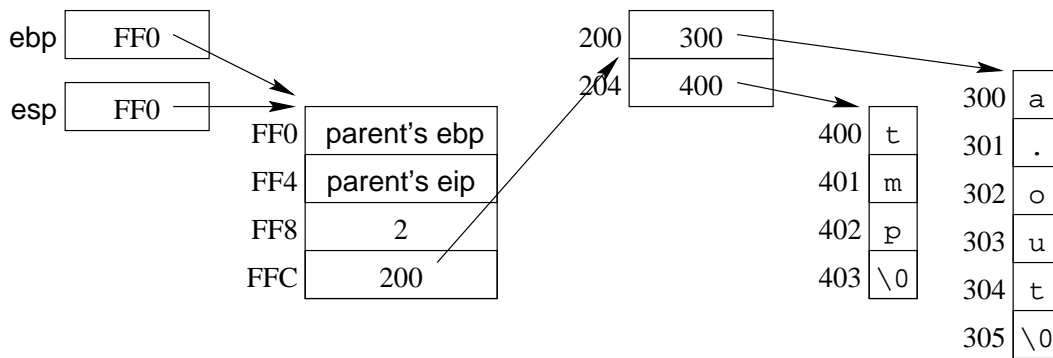 ebp FF0
esp FF0
FF0 parent's ebp
FF4 parent's eip
FF8 2
FFC 200
200 300
204 400
400 t
401 m
402 p
403 \0
300 a
301 .
302 o
303 u
304 t
305 \0